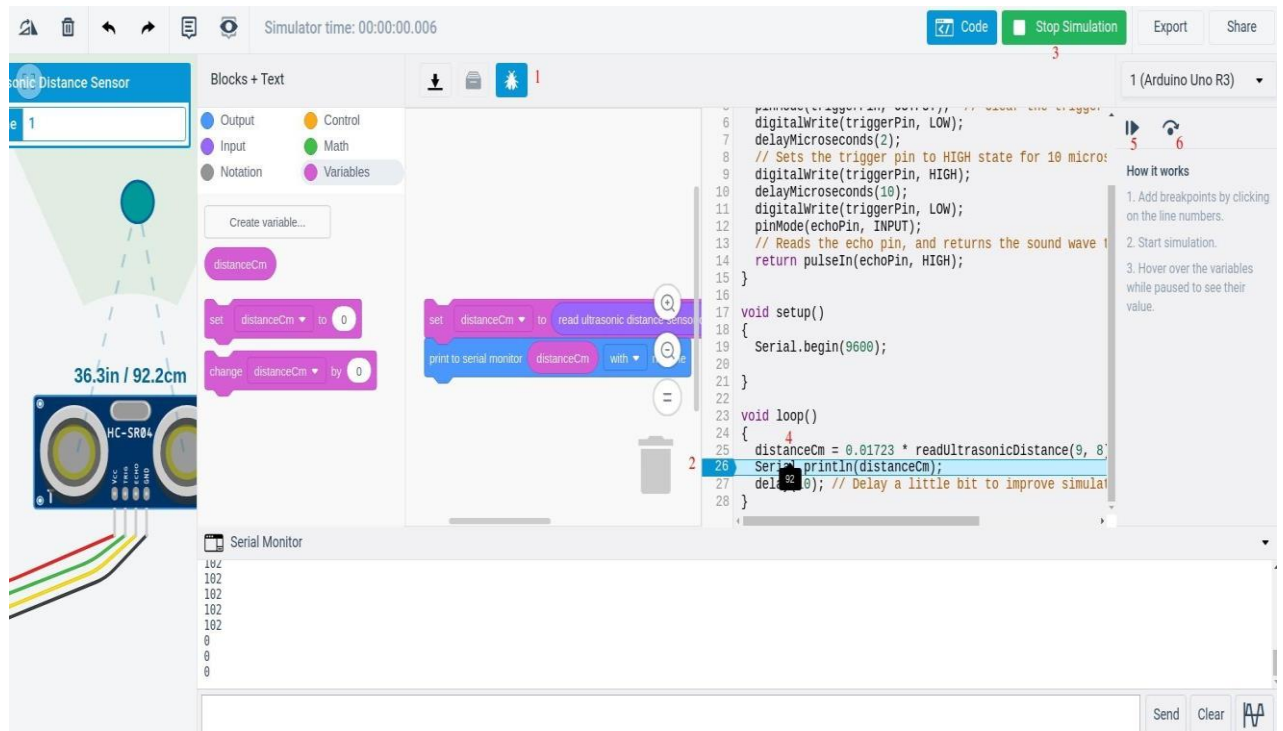 Simulator time: 00:00:00.006
Code
Stop Simulation
Export
Share
3
Distance Sensor
1
Blocks + Text
1
1 (Arduino Uno R3)
Output
Control
Input
Math
Notation
Variables
Create variable...
distanceCm
set distanceCm to 0
change distanceCm by 0
set distanceCm to read ultrasonic distance
print to serial monitor distanceCm with
=
6 digitalWrite(triggerPin, LOW);
7 delayMicroseconds(2);
8 // Sets the trigger pin to HIGH state for 10 micros
9 digitalWrite(triggerPin, HIGH);
10 delayMicroseconds(10);
11 digitalWrite(triggerPin, LOW);
12 pinMode(echoPin, INPUT);
13 // Reads the echo pin, and returns the sound wave t
14 return pulseIn(echoPin, HIGH);
15 }
16
17 void setup()
18 {
19 Serial.begin(9600);
20
21 }
22
23 void loop()
24 {
4
25 distanceCm = 0.01723 * readUltrasonicDistance(9, 8)
2
26 Serial.println(distanceCm);
92
27 // Delay a little bit to improve simulat
28 }
5
6
How it works
1. Add breakpoints by clicking
on the line numbers.
2. Start simulation.
3. Hover over the variables
while paused to see their
value.
36.3in / 92.2cm
HC-SR04
Vcc
TRIG
ECHO
GND
1
Serial Monitor
102
102
102
102
102
0
0
0
Send
Clear